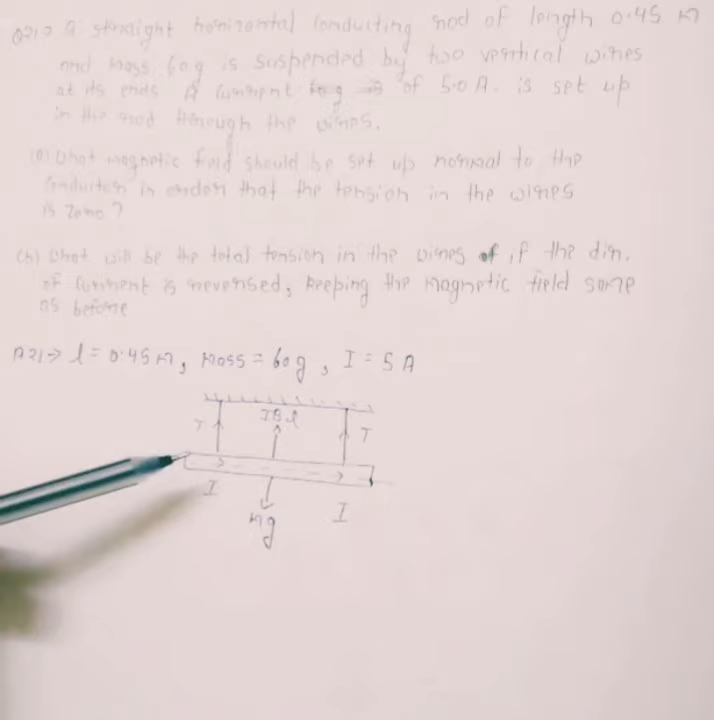 Q21> A straight horizontal conducting rod of length 0.45 m
and mass 60 g is suspended by two vertical wires
at its ends A current of 5.0 A. is set up
in the rod through the wires.
(a) What magnetic field should be set up normal to the
conductor in order that the tension in the wires
is zero?
(b) What will be the total tension in the wires if the dirn.
of current is reversed, keeping the magnetic field same
as before
A21> l = 0.45 m, mass = 60g, I = 5 A
IBl
T
T
I
I
mg